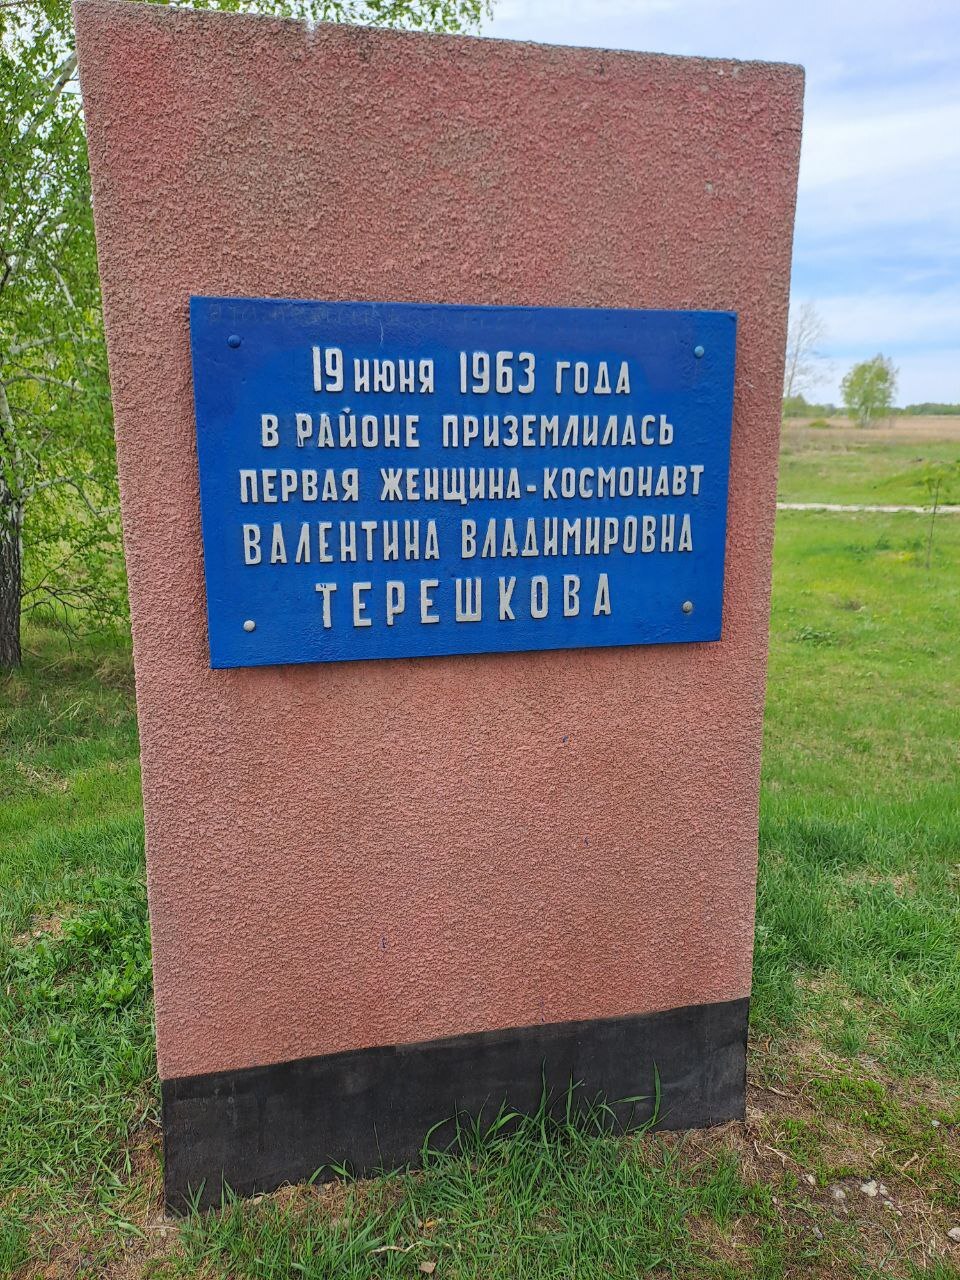 19 июня 1963 года
В РАЙОНЕ ПРИЗЕМЛИЛАСЬ
ПЕРВАЯ ЖЕНЩИНА-КОСМОНАВТ
ВАЛЕНТИНА ВЛАДИМИРОВНА
ТЕРЕШКОВА